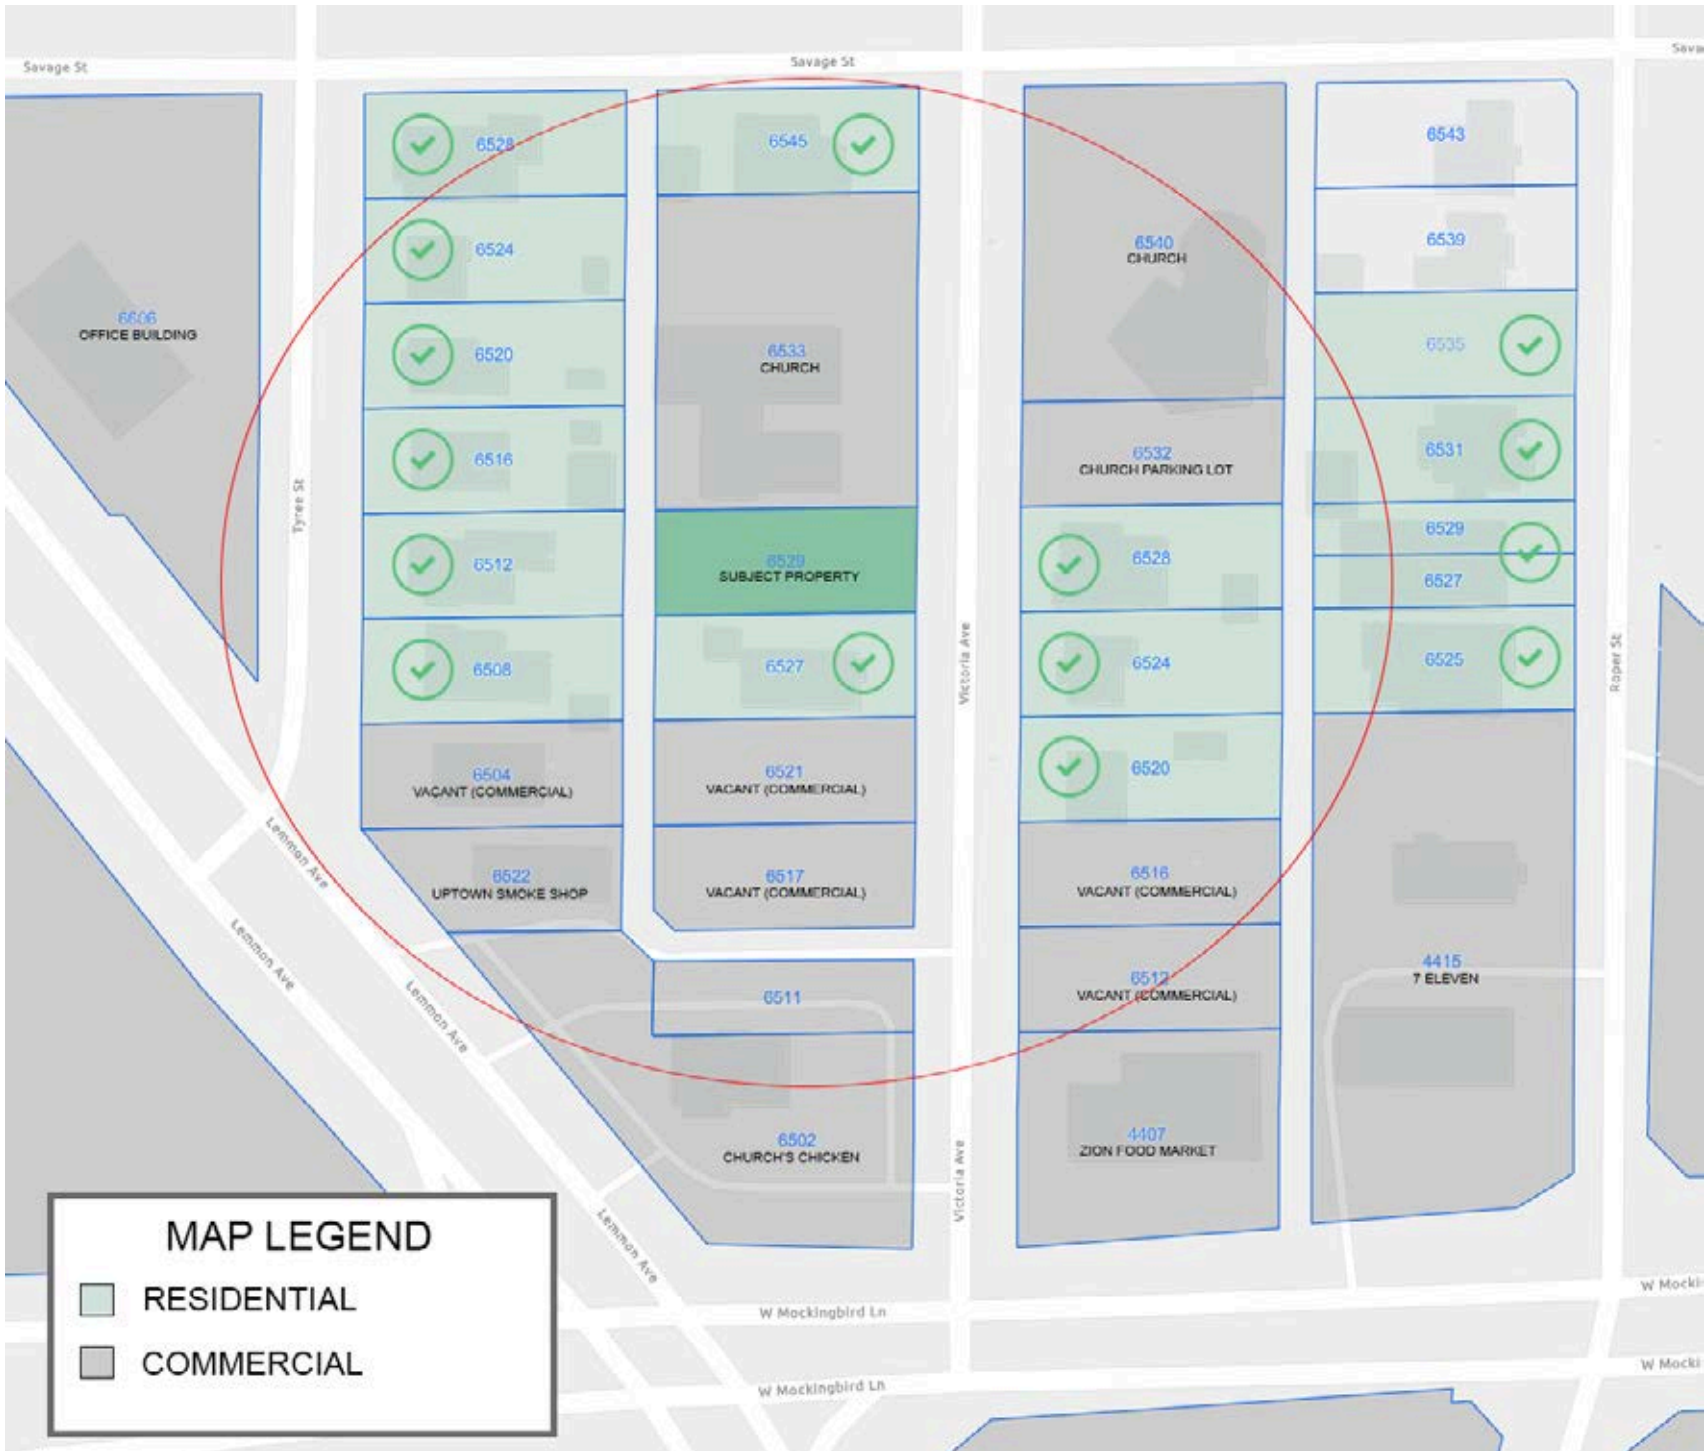 Savage St
Savage St
6528
6545
6543
6524
6540
CHURCH
6539
6606
OFFICE BUILDING
6520
6533
CHURCH
6535
6516
6532
CHURCH PARKING LOT
6531
Tyree St
6512
6529
SUBJECT PROPERTY
6528
6529
6527
6508
6527
Victoria Ave
6524
6525
Roper St
6504
VACANT (COMMERCIAL)
6521
VACANT (COMMERCIAL)
6520
Lemmon Ave
6522
UPTOWN SMOKE SHOP
6517
VACANT (COMMERCIAL)
6516
VACANT (COMMERCIAL)
Lemmon Ave
Lemmon Ave
6511
6512
VACANT (COMMERCIAL)
4415
7 ELEVEN
6502
CHURCH'S CHICKEN
Victoria Ave
4407
ZION FOOD MARKET
Lemmon Ave
MAP LEGEND
RESIDENTIAL
COMMERCIAL
W Mockingbird Ln
W Mocki
W Mockingbird Ln
W Mocki